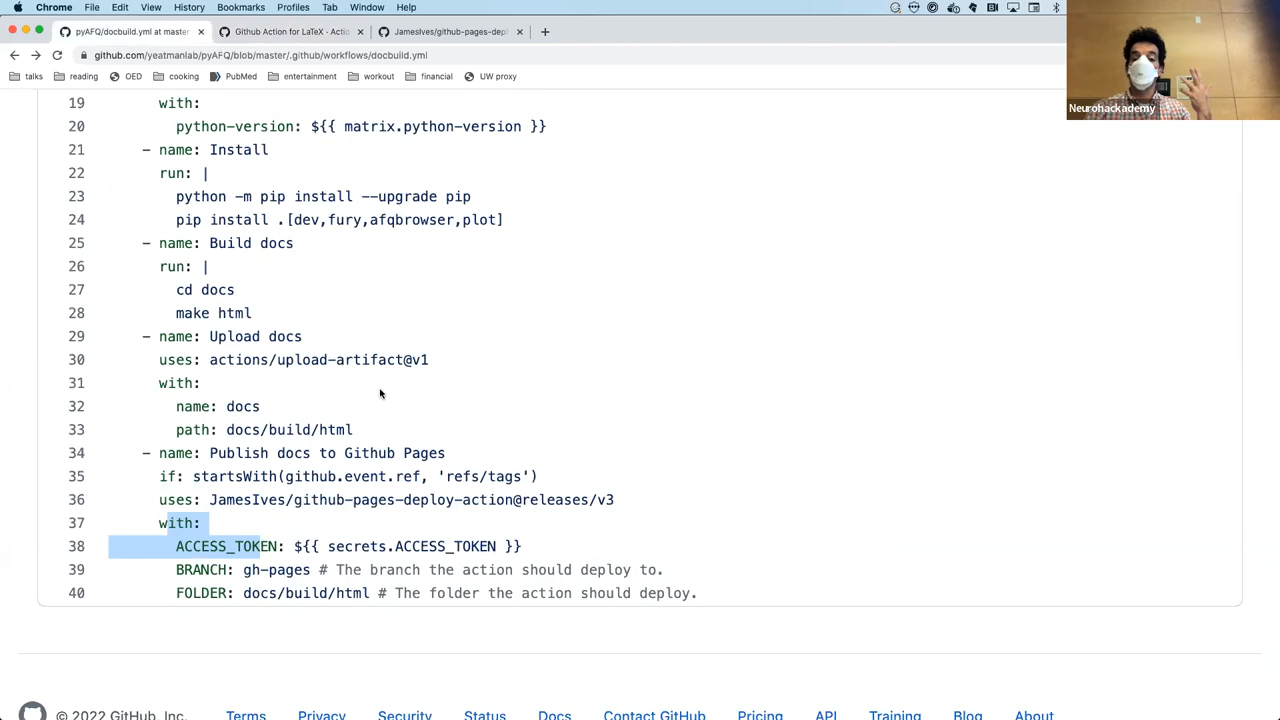 Chrome File Edit View History Bookmarks Profiles Tab Window Help
pyAFQ/docbuild.yml at master
Github Action for LaTeX - Actio
JamesIves/github-pages-depl
github.com/yeatmanlab/pyAFQ/blob/master/.github/workflows/docbuild.yml
talks reading OED cooking PubMed entertainment workout financial UW proxy
Neurohackademy
19 with:
20 python-version: ${{ matrix.python-version }}
21 - name: Install
22 run: |
23 python -m pip install --upgrade pip
24 pip install .[dev,fury,afqbrowser,plot]
25 - name: Build docs
26 run: |
27 cd docs
28 make html
29 - name: Upload docs
30 uses: actions/upload-artifact@v1
31 with:
32 name: docs
33 path: docs/build/html
34 - name: Publish docs to Github Pages
35 if: startsWith(github.event.ref, 'refs/tags')
36 uses: JamesIves/github-pages-deploy-action@releases/v3
37 with:
38 ACCESS_TOKEN: ${{ secrets.ACCESS_TOKEN }}
39 BRANCH: gh-pages # The branch the action should deploy to.
40 FOLDER: docs/build/html # The folder the action should deploy.
© 2022 GitHub, Inc. Terms Privacy Security Status Docs Contact GitHub Pricing API Training Blog About